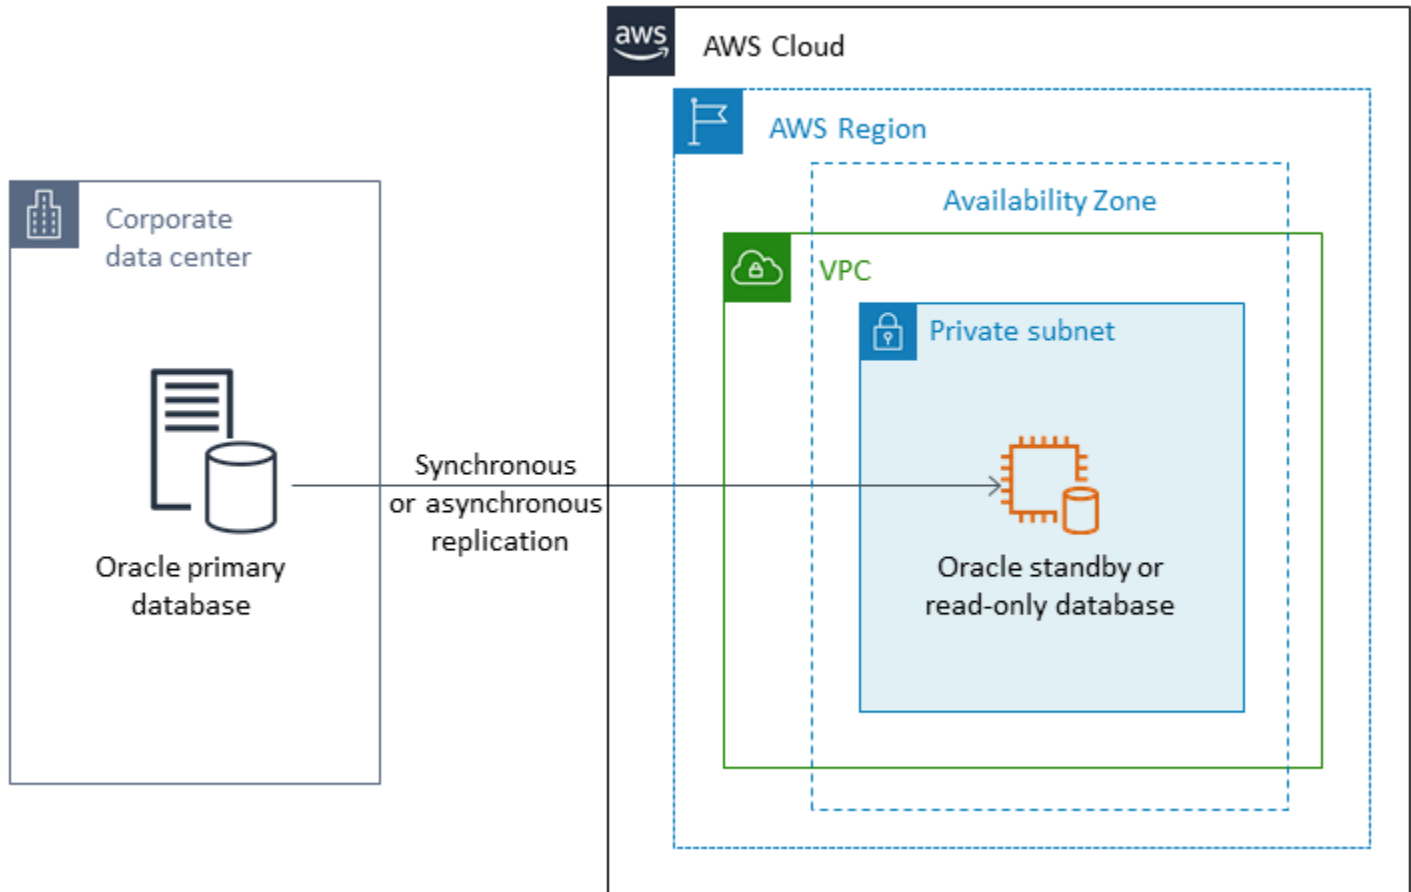 aws
AWS Cloud
AWS Region
Availability Zone
Corporate
data center
VPC
Private subnet
Synchronous
or asynchronous
replication
Oracle primary
database
Oracle standby or
read-only database